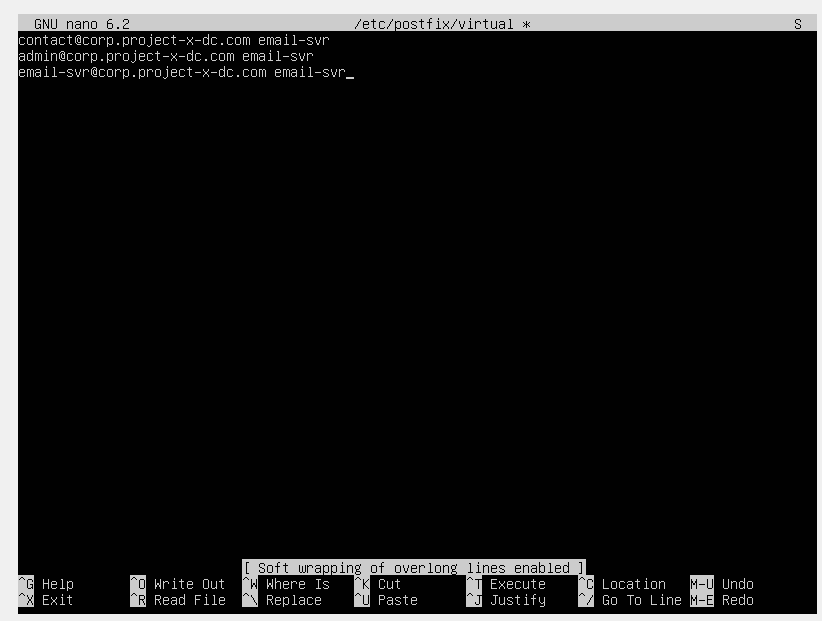 GNU nano 6.2 /etc/postfix/virtual * S
contact@corp.project-x-dc.com email-svr
admin@corp.project-x-dc.com email-svr
email-svr@corp.project-x-dc.com email-svr_
[ Soft wrapping of overlong lines enabled ]
^G Help ^O Write Out ^W Where Is ^K Cut ^T Execute ^C Location M-U Undo
^X Exit ^R Read File ^\ Replace ^U Paste ^J Justify ^/ Go To Line M-E Redo